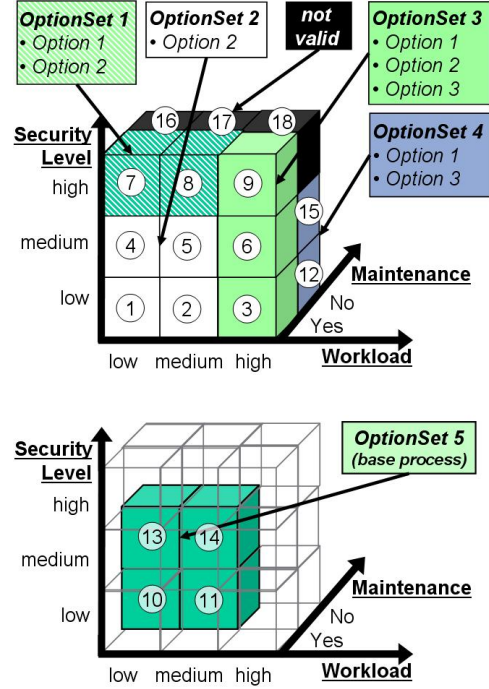 OptionSet 1
• Option 1
• Option 2
OptionSet 2
• Option 2
not
valid
OptionSet 3
• Option 1
• Option 2
• Option 3
OptionSet 4
• Option 1
• Option 3
Security
Level
high
medium
low
16
17
18
7
8
9
15
4
5
6
12
1
2
3
Maintenance
No
Yes
low
medium
high
Workload
OptionSet 5
(base process)
Security
Level
high
medium
low
13
14
10
11
Maintenance
No
Yes
low
medium
high
Workload